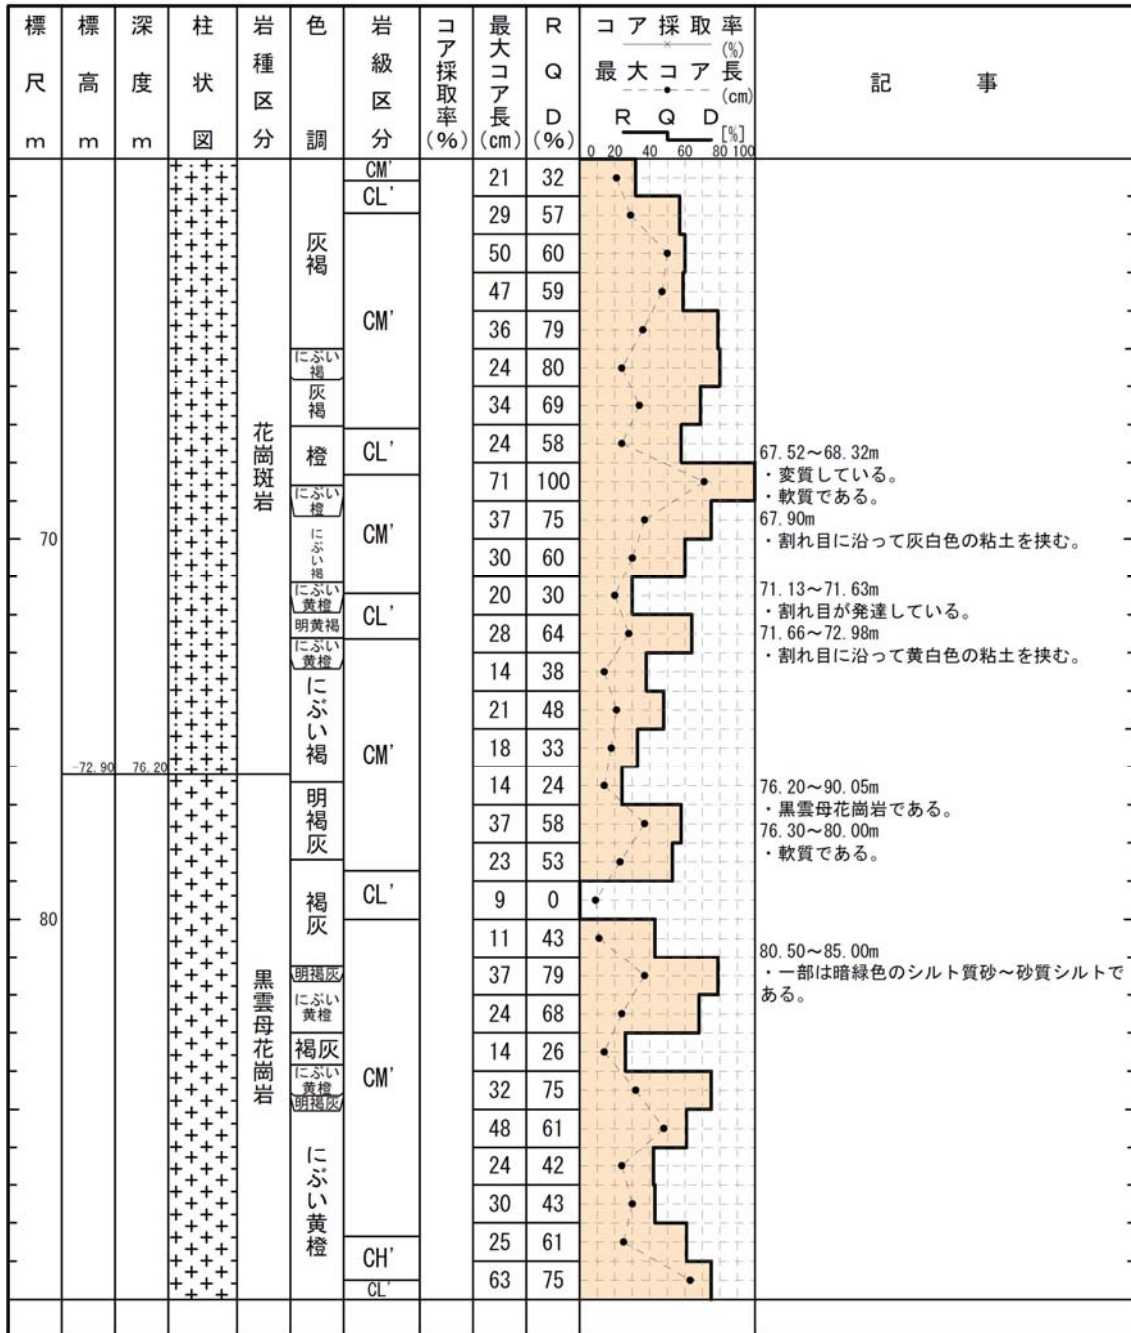 標尺 m
標高 m
深度 m
柱状図
岩種区分
色調
岩級区分
コア採取率(%)
最大コア長(cm)
RQD(%)
コア採取率
(%)
最大コア長
(cm)
RQD
[%]
0 20 40 60 80 100
記事
CM'
21 32
CL'
29 57
灰褐
50 60
47 59
CM'
36 79
にぶい
褐
24 80
灰褐
34 69
花崗斑岩
橙
CL'
24 58
67.52～68.32m
・変質している。
・軟質である。
71 100
にぶい
橙
CM'
37 75
67.90m
・割れ目に沿って灰白色の粘土を挟む。
70
にぶい褐
30 60
にぶい
黄橙
CL'
20 30
71.13～71.63m
・割れ目が発達している。
明黄褐
28 64
71.66～72.98m
・割れ目に沿って黄白色の粘土を挟む。
にぶい
黄橙
14 38
にぶい褐
21 48
CM'
18 33
-72.90 76.20
14 24
76.20～90.05m
・黒雲母花崗岩である。
明褐灰
37 58
76.30～80.00m
・軟質である。
23 53
褐灰
CL'
9 0
80
11 43
80.50～85.00m
・一部は暗緑色のシルト質砂～砂質シルトで
ある。
黒雲母花崗岩
明褐灰
37 79
にぶい
黄橙
24 68
褐灰
14 26
CM'
にぶい
黄橙
32 75
明褐灰
48 61
にぶい黄橙
24 42
30 43
25 61
CH'
63 75
CL'